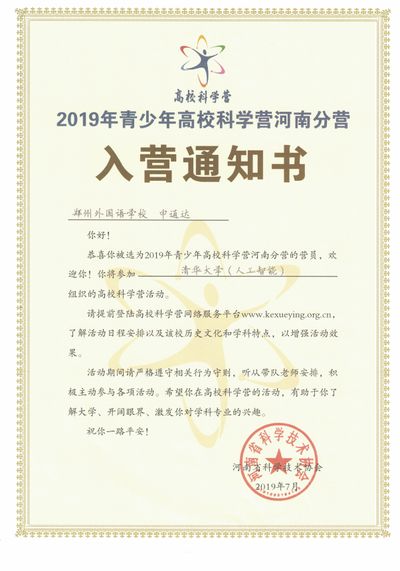 高校科学营
2019年青少年高校科学营河南分营
入营通知书
郑州外国语学校 申通达
你好！
恭喜你被选为2019年青少年高校科学营河南分营的营员，欢
迎你！你将参加 清华大学（人工智能）
组织的高校科学营活动。
请提前登陆高校科学营网络服务平台www.kexueying.org.cn，
了解活动日程安排以及该校历史文化和学科特点，以增强活动效
果。
活动期间请严格遵守相关行为守则，听从带队老师安排，积
极主动参与各项活动。希望你在高校科学营的活动，有助于你了
解大学、开阔眼界、激发你对学科专业的兴趣。
祝你一路平安！
河南省科学技术协会
河南省科学技术协会
2019年7月